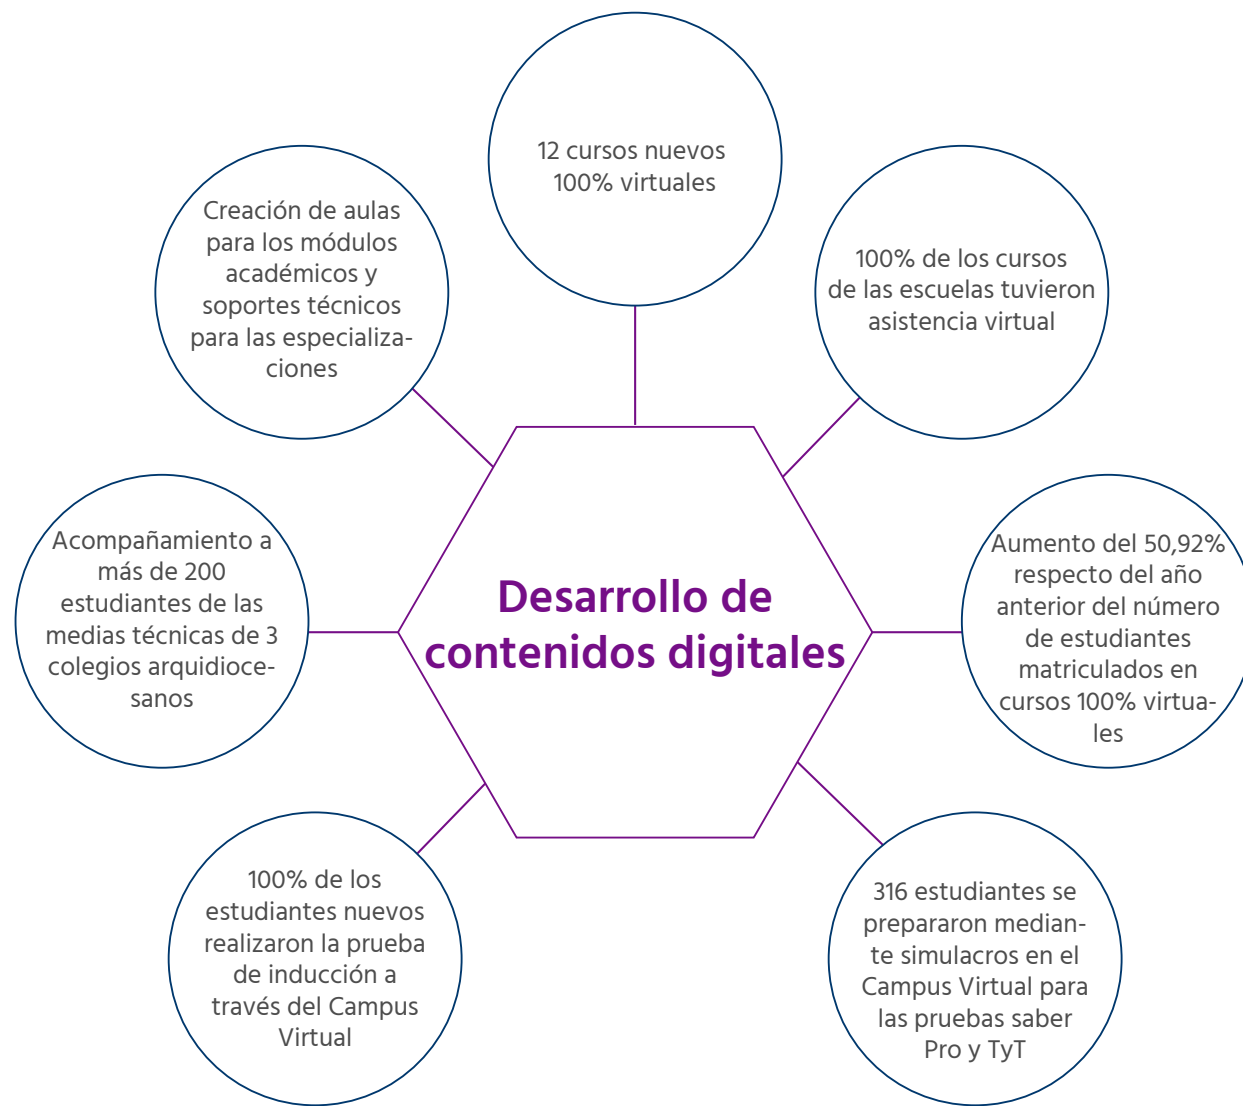 12 cursos nuevos
100% virtuales
100% de los cursos
de las escuelas tuvieron
asistencia virtual
Aumento del 50,92%
respecto del año
anterior del número
de estudiantes
matriculados en
cursos 100% virtua-
les
316 estudiantes se
prepararon median-
te simulacros en el
Campus Virtual para
las pruebas saber
Pro y TyT
100% de los
estudiantes nuevos
realizaron la prueba
de inducción a
través del Campus
Virtual
Acompañamiento a
más de 200
estudiantes de las
medias técnicas de 3
colegios arquidioce-
sanos
Creación de aulas
para los módulos
académicos y
soportes técnicos
para las especializa-
ciones
Desarrollo de
contenidos digitales